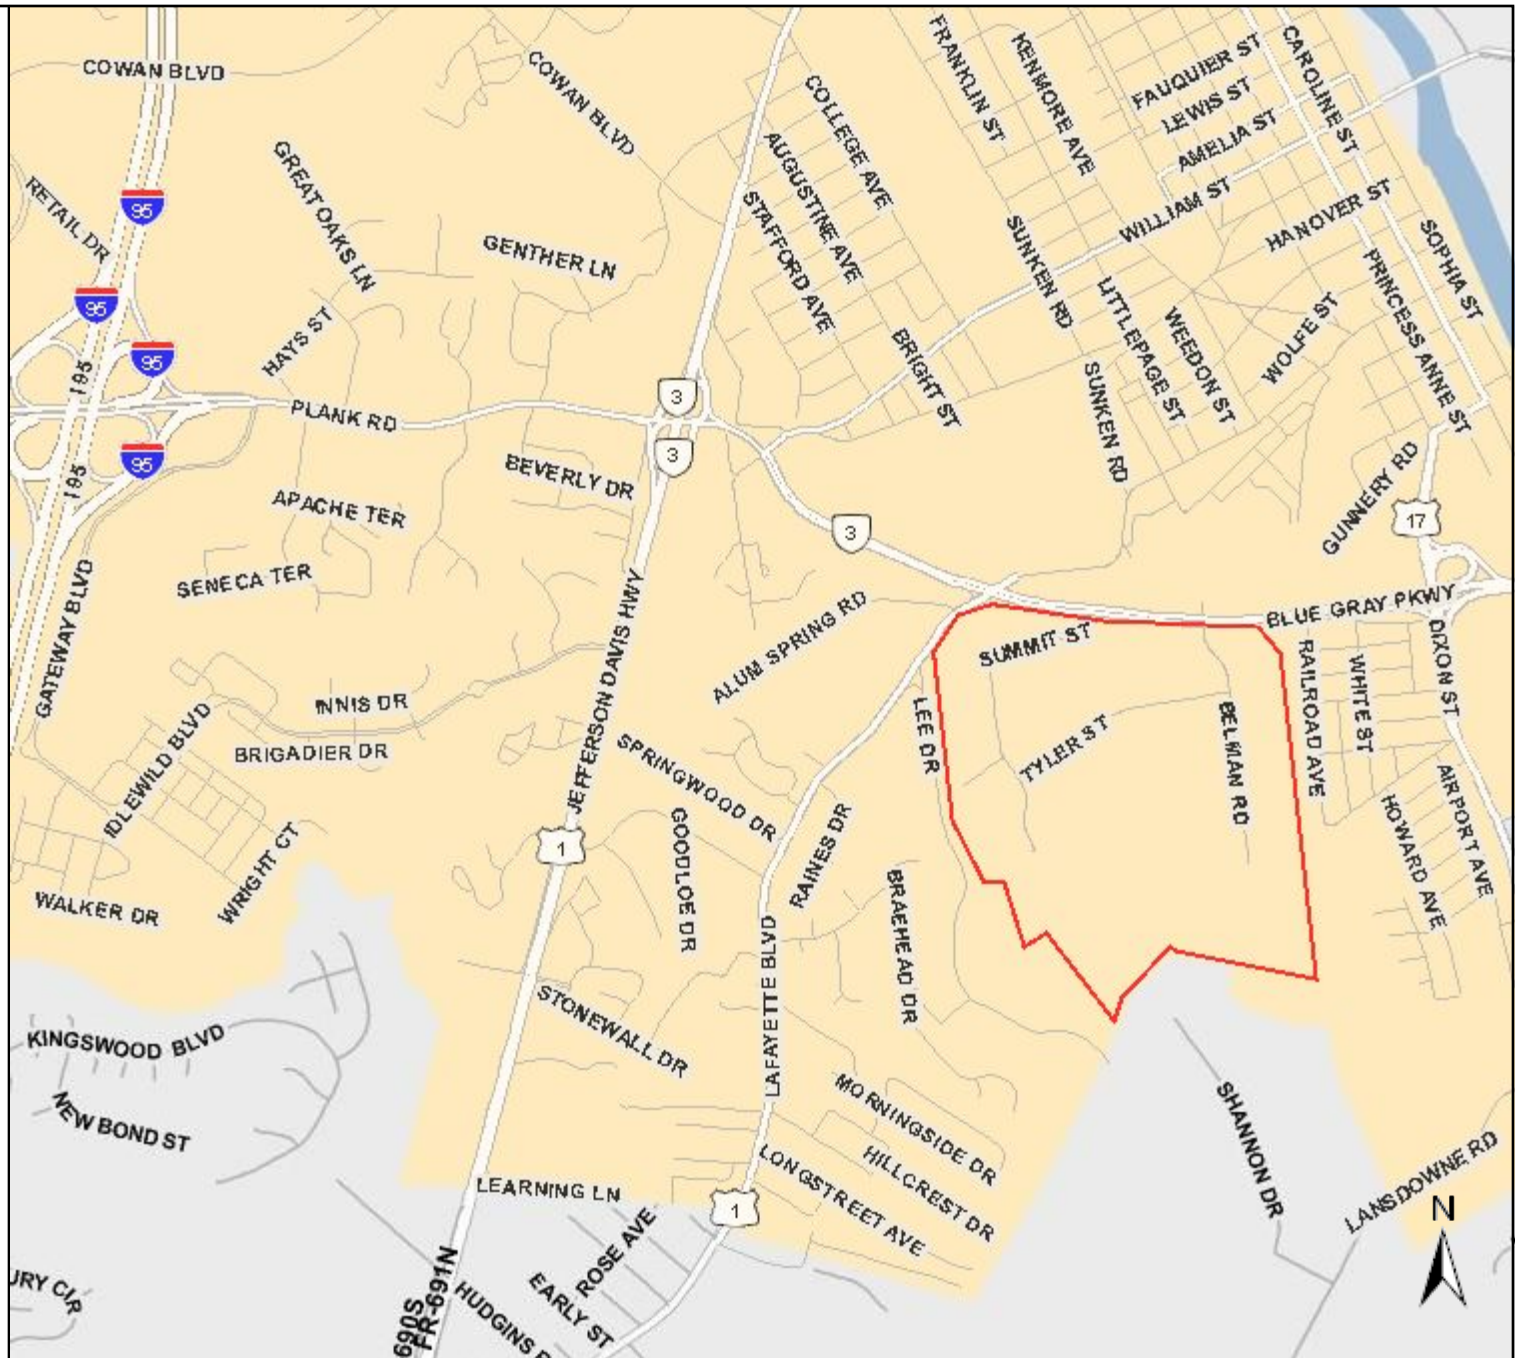 COWAN BLVD
COWAN BLVD
FRANKLIN ST
KENMORE AVE
FAUQUIER ST
LEWIS ST
AMELIA ST
CAROLINE ST
COLLEGE AVE
AUGUSTINE AVE
STAFFORD AVE
GREAT OAKS LN
RETAIL DR
95
GENTHER LN
WILLIAM ST
HANOVER ST
SUNKEN RD
SOPHIA ST
PRINCESS ANNE ST
LITTLEPAGE ST
WEEDON ST
WOLFE ST
95
95
HAYS ST
I 95
BRIGHT ST
SUNKEN RD
3
PLANK RD
3
95
I 95
BEVERLY DR
APACHE TER
GUNNERY RD
17
3
SENECA TER
GATEWAY BLVD
JEFFERSON DAVIS HWY
ALUM SPRING RD
BLUE GRAY PKWY
SUMMIT ST
RAILROAD AVE
WHITE ST
DIXON ST
INNIS DR
BRIGADIER DR
IDLEWILD BLVD
LEE DR
TYLER ST
BELMAN RD
SPRINGWOOD DR
AIRPORT AVE
HOWARD AVE
1
GOODLOE DR
RAINES DR
WRIGHT CT
WALKER DR
BRAEHEAD DR
LAFAYETTE BLVD
STONEWALL DR
KINGSWOOD BLVD
NEW BOND ST
MORNINGSIDE DR
HILLCREST DR
LONGSTREET AVE
SHANNON DR
LANSDOWNE RD
LEARNING LN
1
ROSE AVE
EARLY ST
HUDGINS R
URY CIR
690S
FR-691N
N